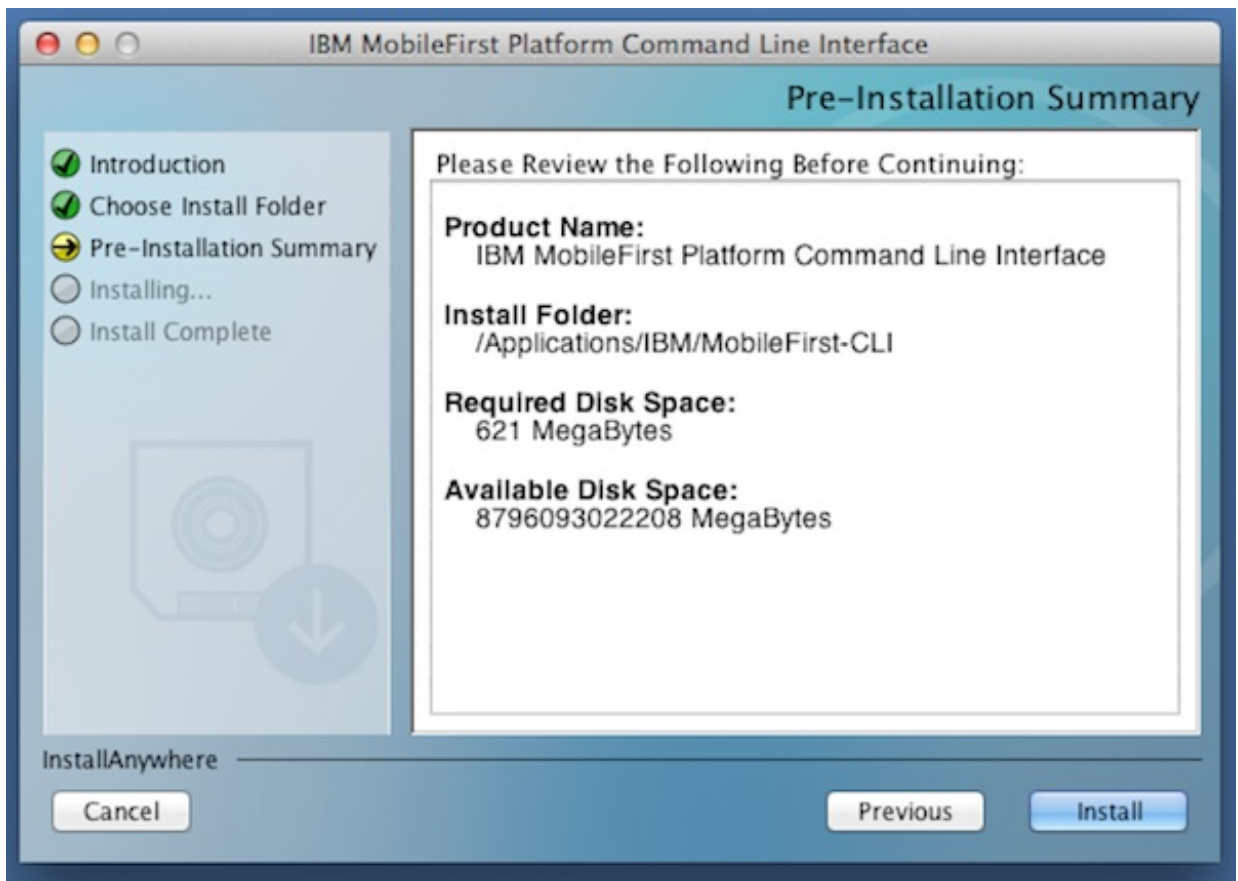 IBM MobileFirst Platform Command Line Interface
Pre-Installation Summary
Introduction
Choose Install Folder
Pre-Installation Summary
Installing...
Install Complete
Please Review the Following Before Continuing:
Product Name:
IBM MobileFirst Platform Command Line Interface
Install Folder:
/Applications/IBM/MobileFirst-CLI
Required Disk Space:
621 MegaBytes
Available Disk Space:
8796093022208 MegaBytes
InstallAnywhere
Cancel
Previous
Install